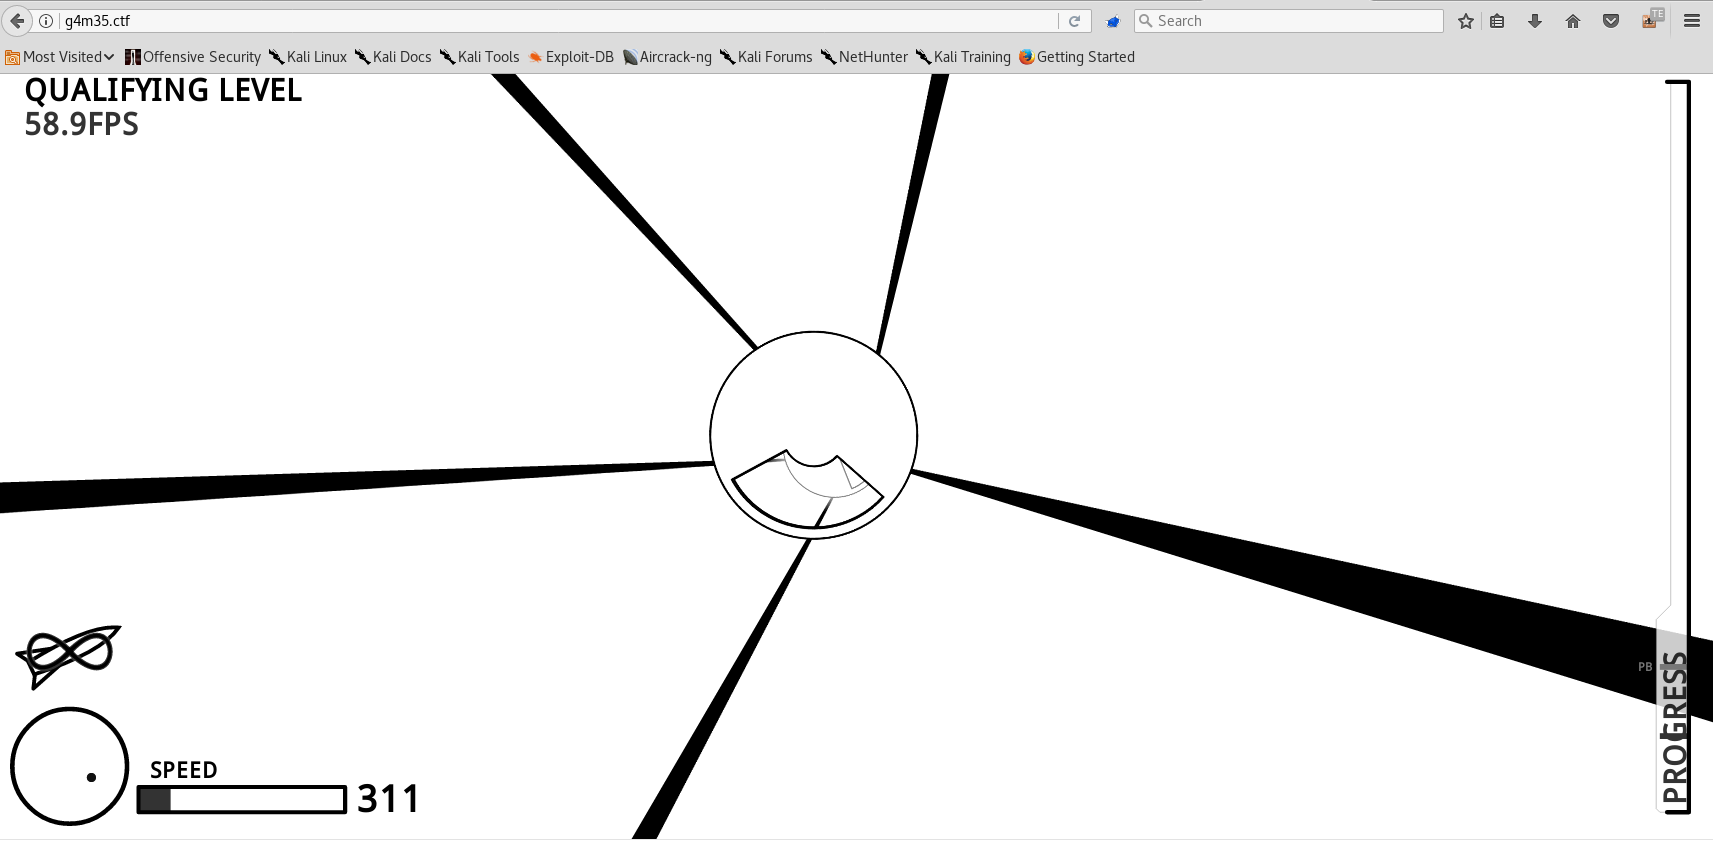 g4m35.ctf
Search
TE
Most Visited Offensive Security Kali Linux Kali Docs Kali Tools Exploit-DB Aircrack-ng Kali Forums NetHunter Kali Training Getting Started
QUALIFYING LEVEL
58.9FPS
PB
PROGRESS
SPEED
311